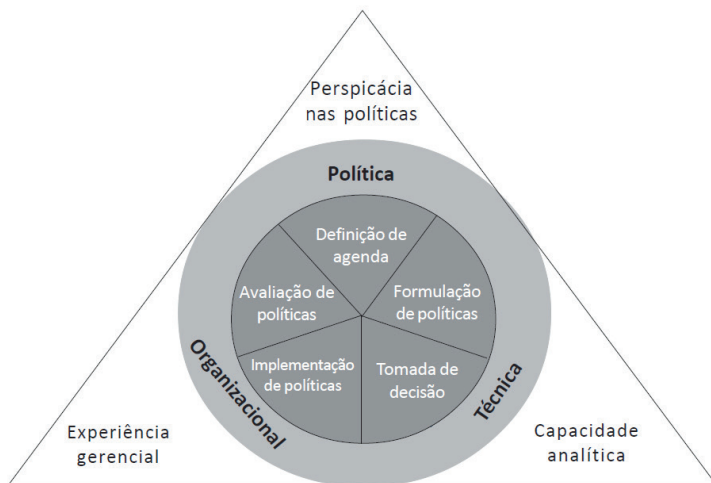 Perspicácia
nas políticas
Política
Definição de
agenda
Avaliação de
políticas
Formulação
de políticas
Implementação
de políticas
Tomada de
decisão
Organizacional
Técnica
Experiência
gerencial
Capacidade
analítica